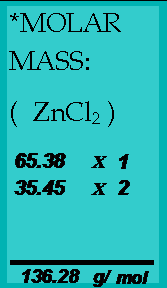 *MOLAR
MASS:
( ZnCl₂ )
65.38 x 1
35.45 x 2
136.28 g/ mol